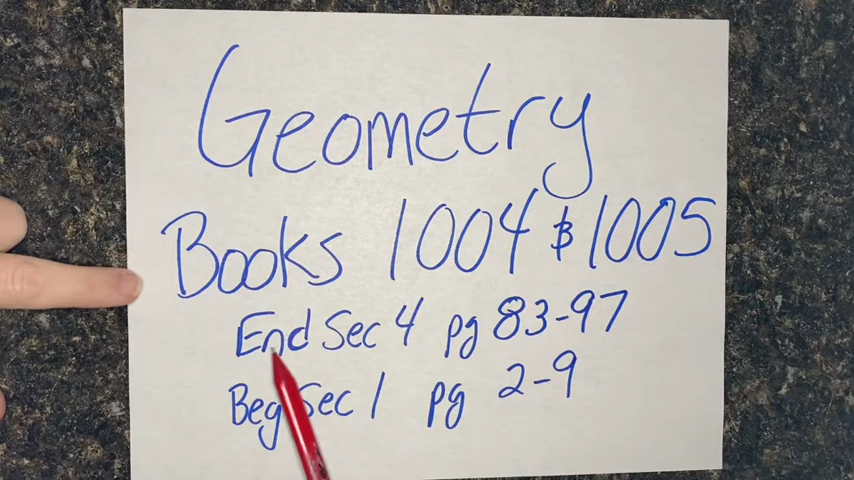 Geometry
Books 1004 & 1005
End Sec 4 pg 83-97
Beg Sec 1 pg 2-9